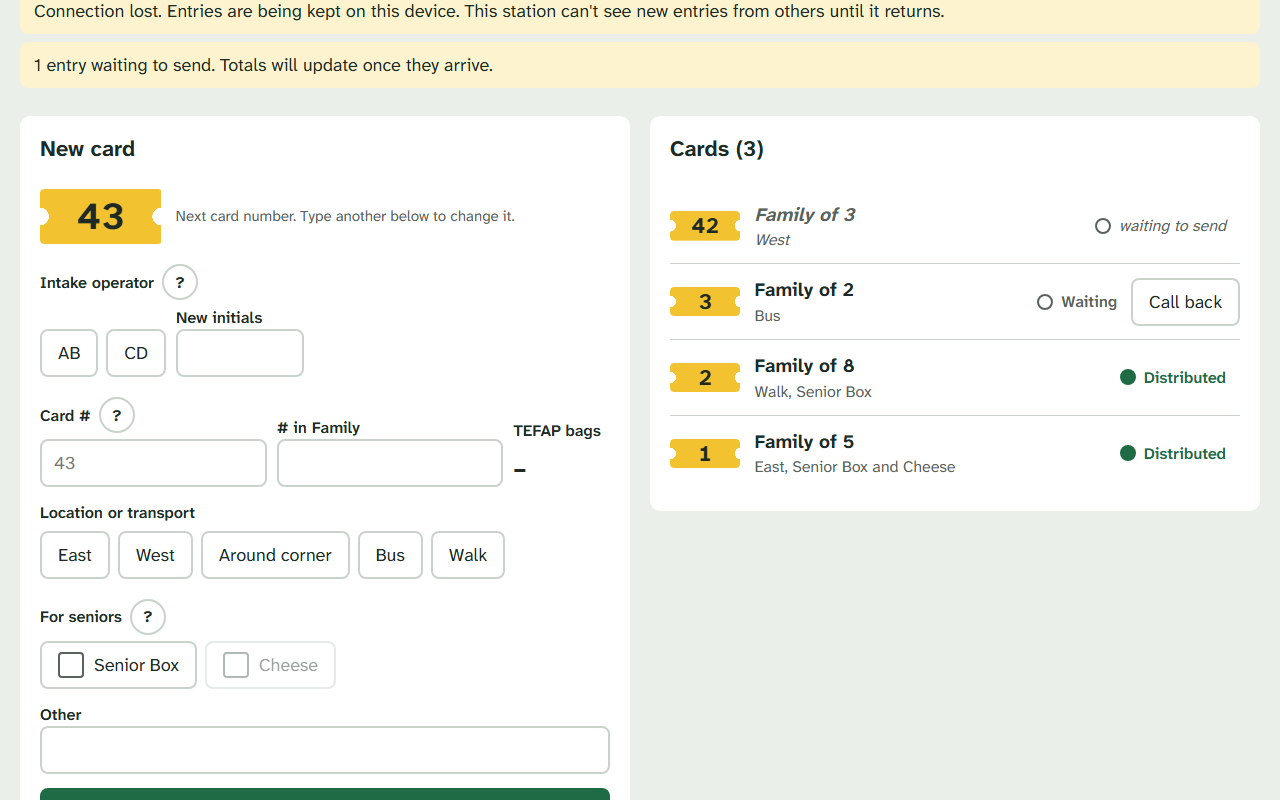 Connection lost. Entries are being kept on this device. This station can't see new entries from others until it returns.
1 entry waiting to send. Totals will update once they arrive.
New card
43
Next card number. Type another below to change it.
Intake operator ?
New initials
AB
CD
Card # ?
# in Family
TEFAP bags
43
–
Location or transport
East
West
Around corner
Bus
Walk
For seniors ?
Senior Box
Cheese
Other
Cards (3)
42
Family of 3
West
waiting to send
3
Family of 2
Bus
Waiting
Call back
2
Family of 8
Walk, Senior Box
Distributed
1
Family of 5
East, Senior Box and Cheese
Distributed